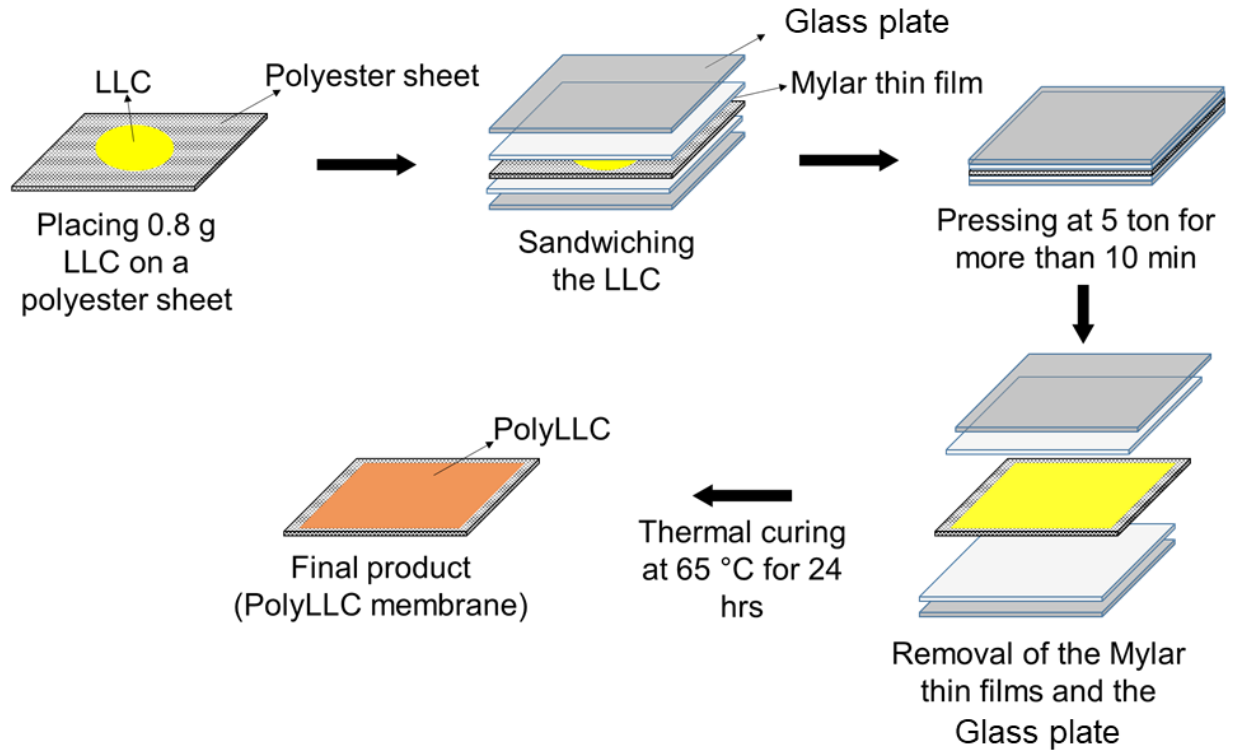 LLC
Polyester sheet
Placing 0.8 g
LLC on a
polyester sheet
Glass plate
Mylar thin film
Sandwiching
the LLC
Pressing at 5 ton for
more than 10 min
Removal of the Mylar
thin films and the
Glass plate
Thermal curing
at 65 °C for 24
hrs
PolyLLC
Final product
(PolyLLC membrane)